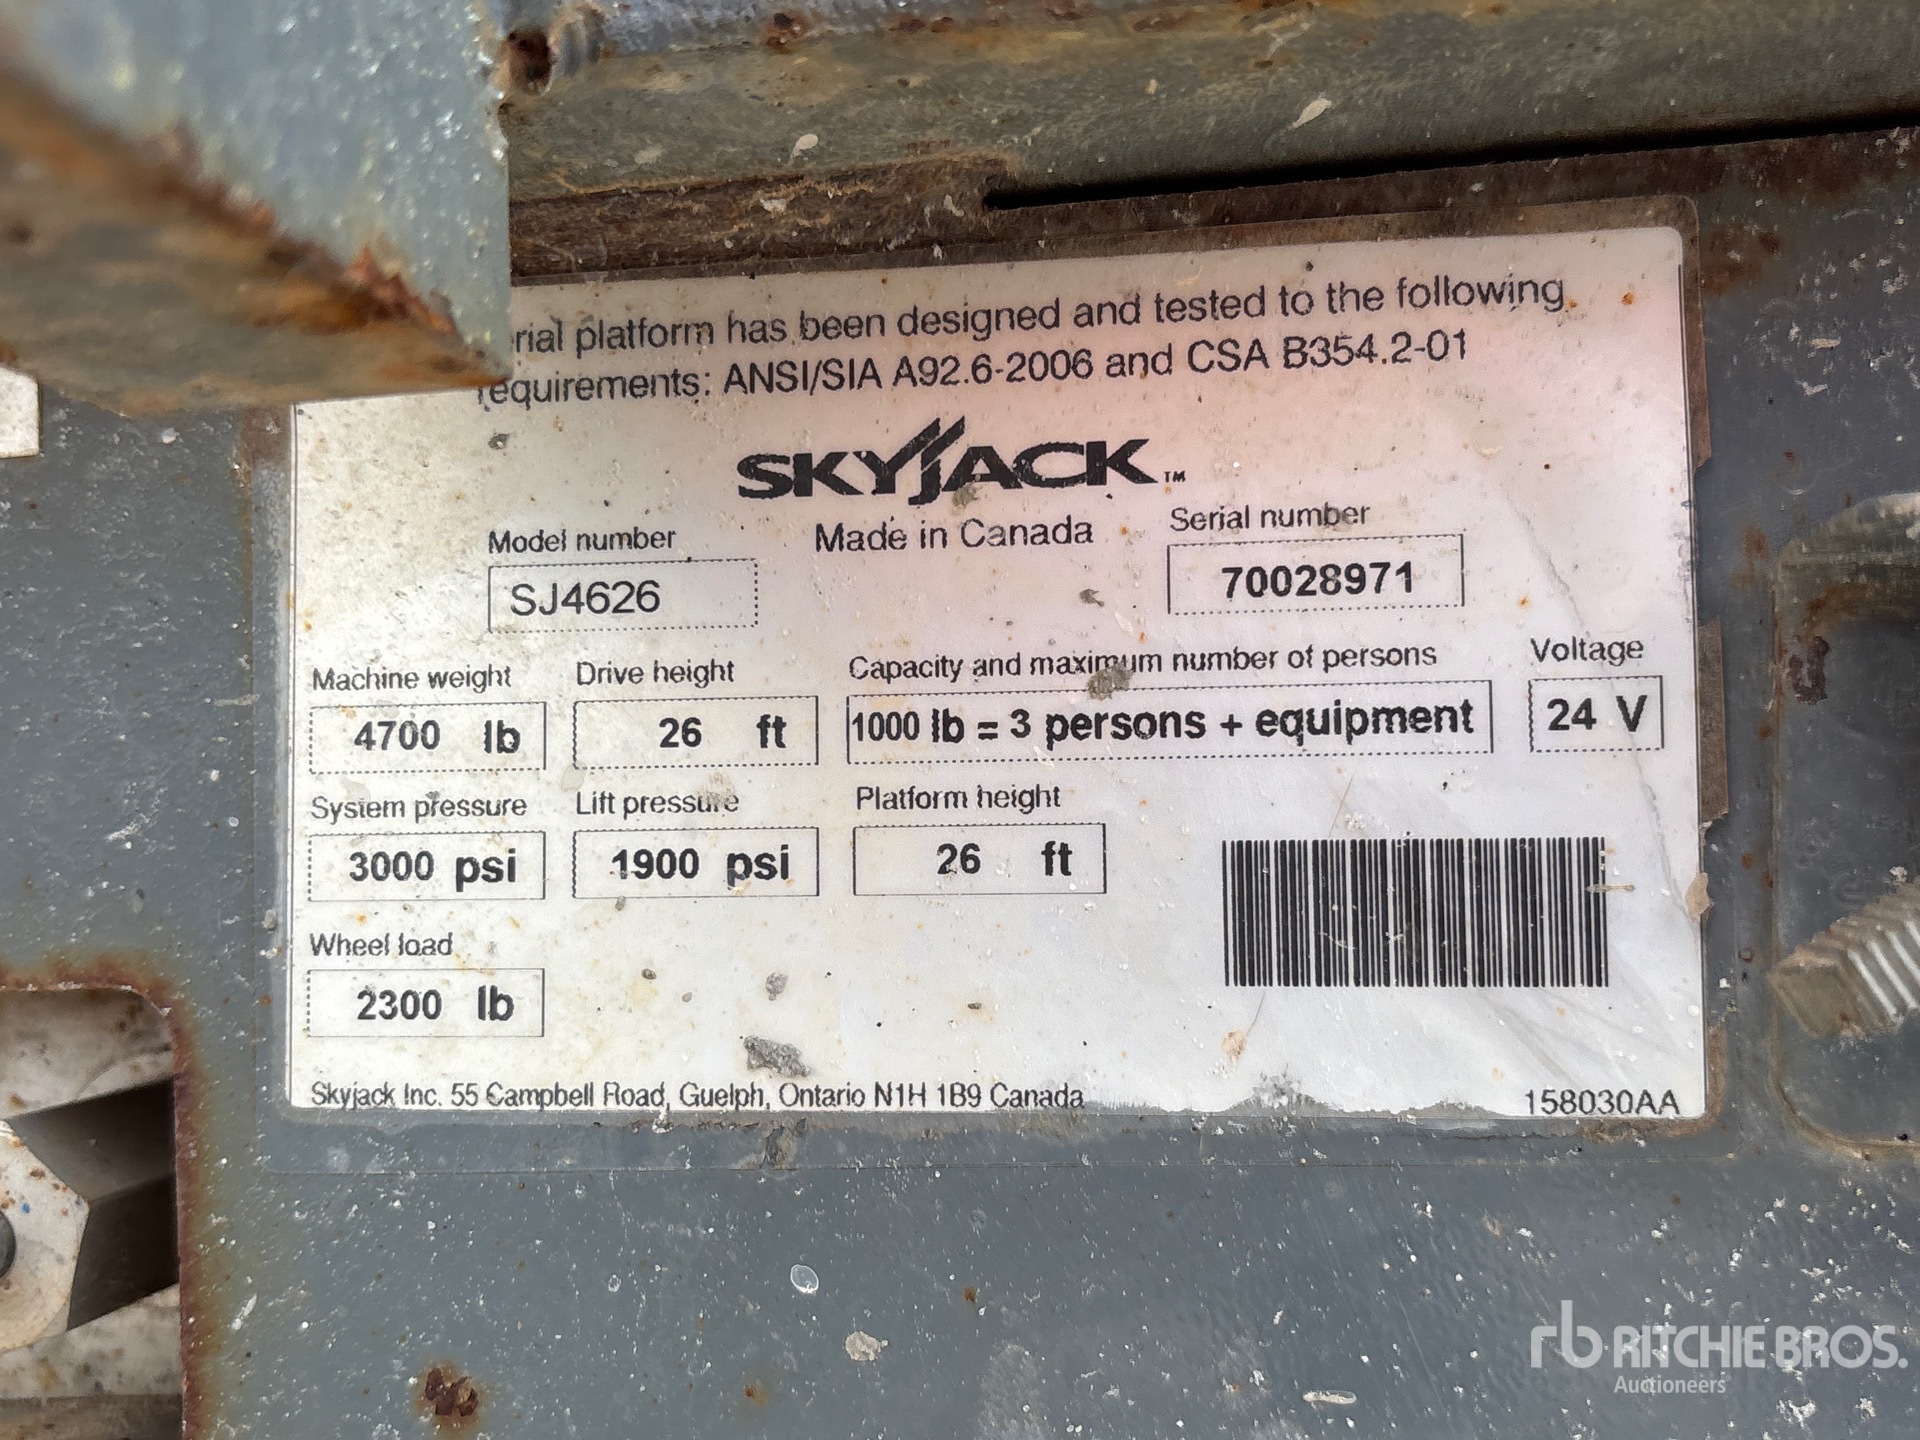 platform has been designed and tested to the following
requirements: ANSI/SIA A92.6-2006 and CSA B354.2-01
SKYJACK™
Made in Canada
Model number
SJ4626
Serial number
70028971
Machine weight
4700 lb
Drive height
26 ft
Capacity and maximum number of persons
1000 lb = 3 persons + equipment
Voltage
24 V
System pressure
3000 psi
Lift pressure
1900 psi
Platform height
26 ft
Wheel load
2300 lb
Skyjack Inc. 55 Campbell Road, Guelph, Ontario N1H 1B9 Canada
158030AA
rb RITCHIE BROS.
Auctioneers